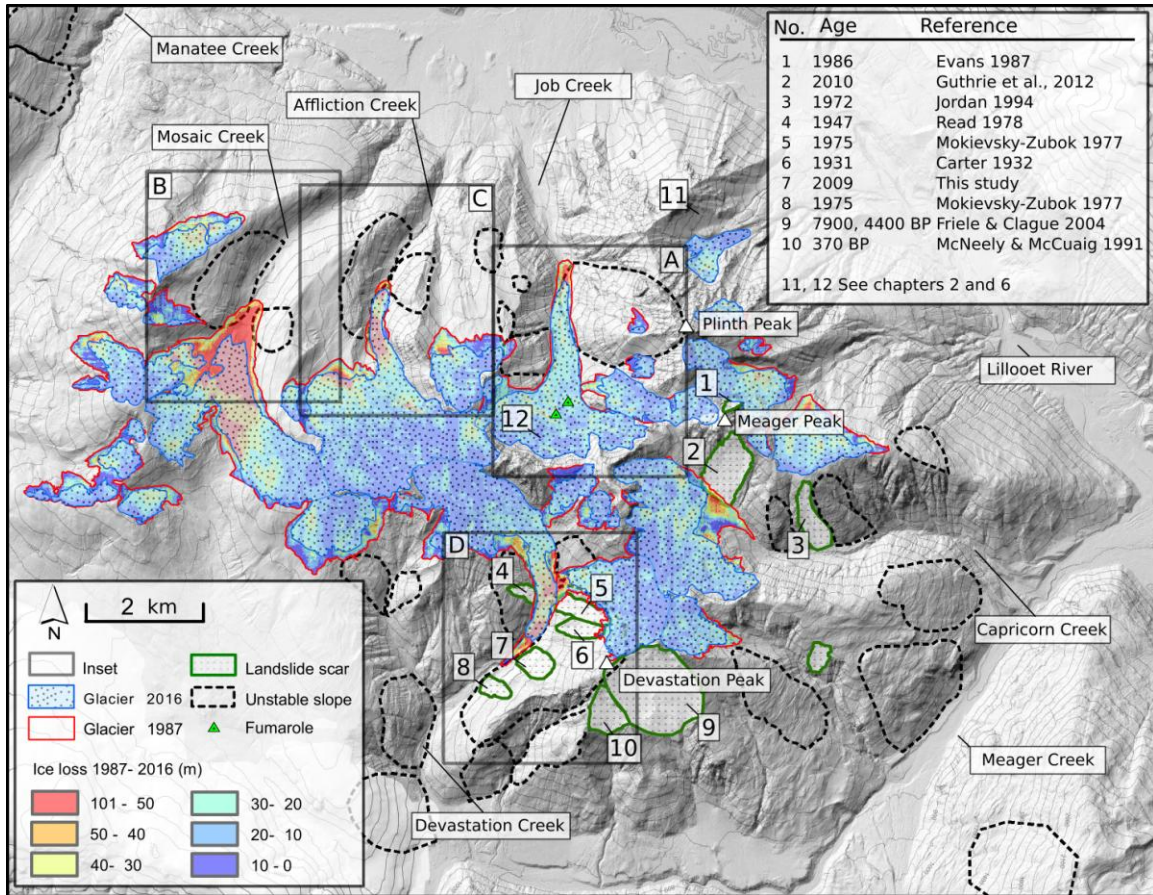 Manatee Creek
Affliction Creek
Job Creek
Mosaic Creek
No. Age Reference
1 1986 Evans 1987
2 2010 Guthrie et al., 2012
3 1972 Jordan 1994
4 1947 Read 1978
5 1975 Mokievsky-Zubok 1977
6 1931 Carter 1932
7 2009 This study
8 1975 Mokievsky-Zubok 1977
9 7900, 4400 BP Friele & Clague 2004
10 370 BP McNeely & McCuaig 1991
11, 12 See chapters 2 and 6
B
C
11
A
Plinth Peak
Lillooet River
1
Meager Peak
12
2
3
D
4
5
Capricorn Creek
7
6
8
Devastation Peak
9
10
Meager Creek
Devastation Creek
2 km
N
Inset
Landslide scar
Glacier 2016
Unstable slope
Glacier 1987
Fumarole
Ice loss 1987- 2016 (m)
101 - 50
30- 20
50 - 40
20- 10
40- 30
10 - 0